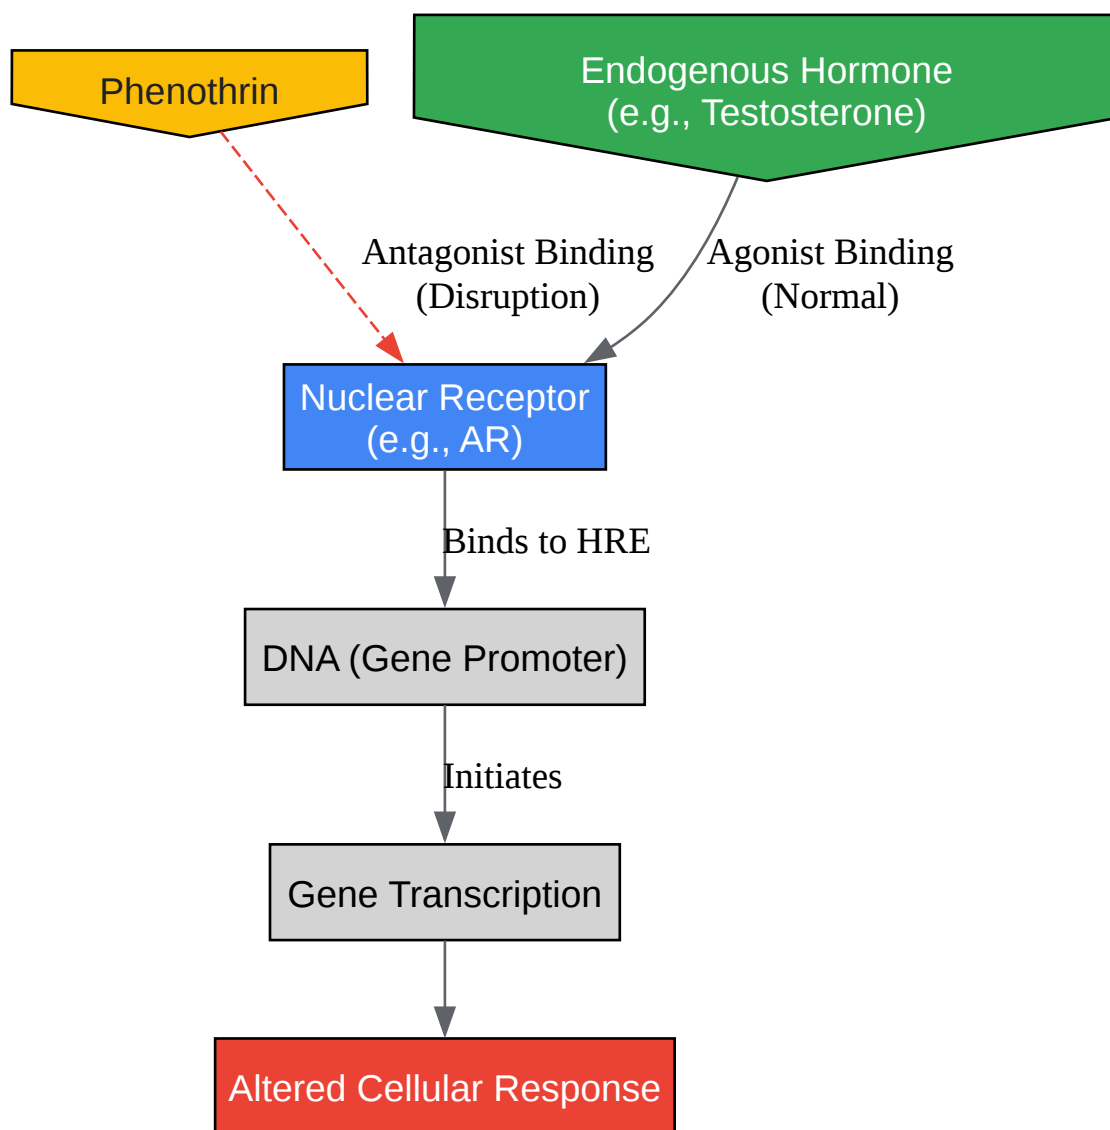 Phenothrin
Endogenous Hormone
(e.g., Testosterone)
Antagonist Binding
(Disruption)
Agonist Binding
(Normal)
Nuclear Receptor
(e.g., AR)
Binds to HRE
DNA (Gene Promoter)
Initiates
Gene Transcription
Altered Cellular Response